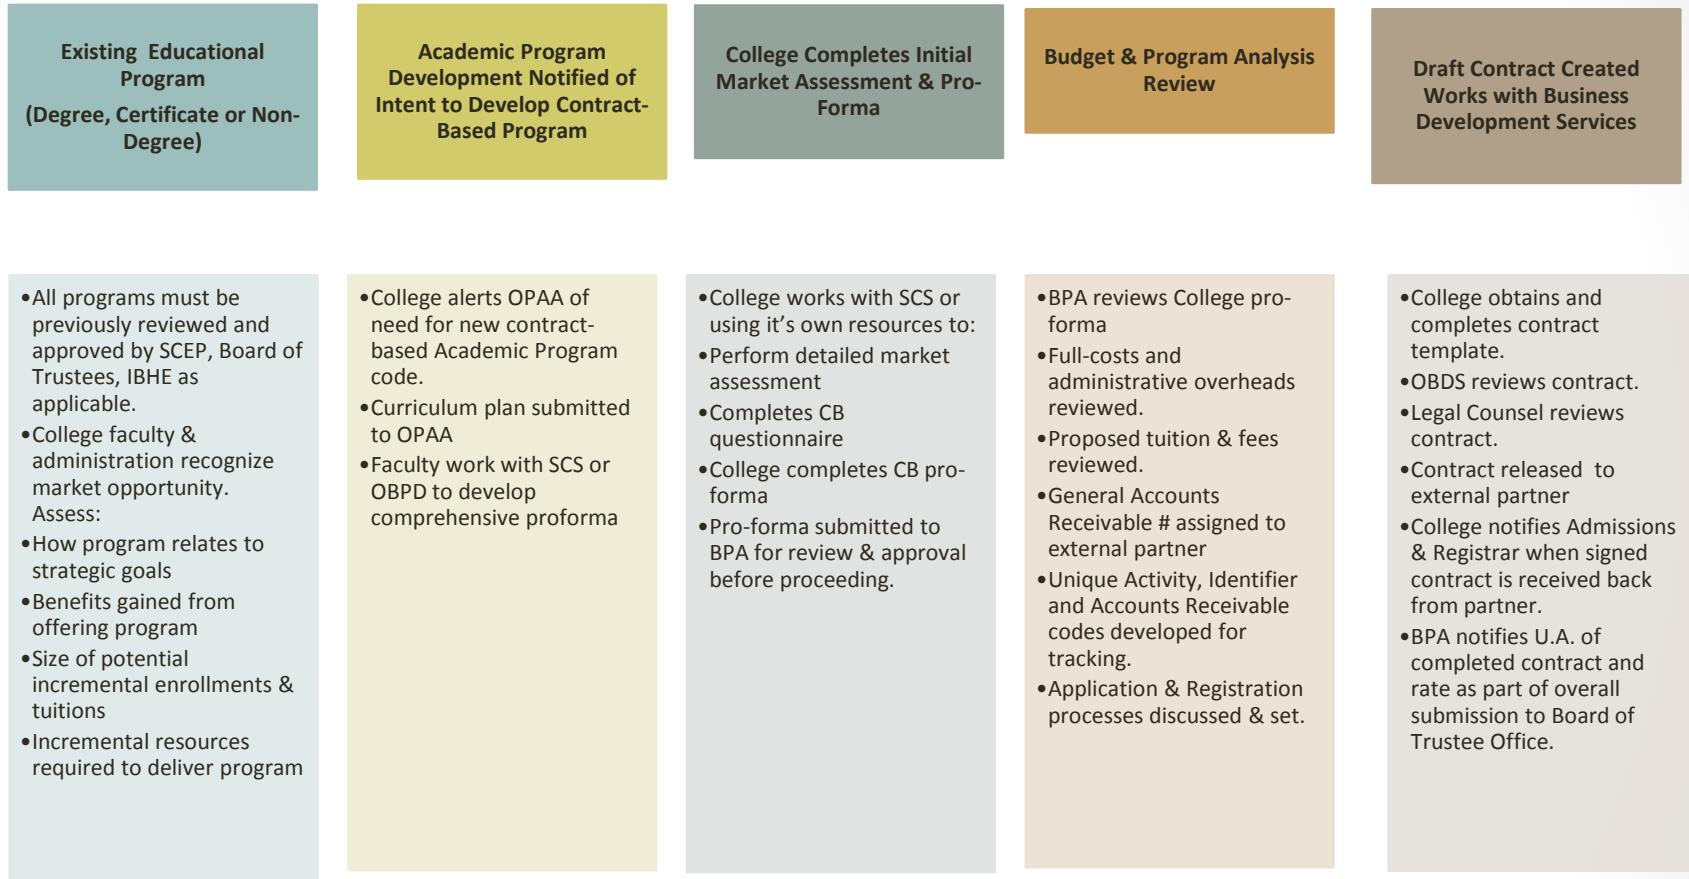 Existing  Educational
Program
(Degree, Certificate or Non-
Degree)
Academic Program
Development Notified of
Intent to Develop Contract-
Based Program
College Completes Initial
Market Assessment & Pro-
Forma
Budget & Program Analysis
Review
Draft Contract Created
Works with Business
Development Services
•All programs must be
previously reviewed and
approved by SCEP, Board of
Trustees, IBHE as
applicable.
•College faculty &
administration recognize
market opportunity.
Assess:
•How program relates to
strategic goals
•Benefits gained from
offering program
•Size of potential
incremental enrollments &
tuitions
•Incremental resources
required to deliver program
•College alerts OPAA of
need for new contract-
based Academic Program
code.
•Curriculum plan submitted
to OPAA
•Faculty work with SCS or
OBPD to develop
comprehensive proforma
•College works with SCS or
using it's own resources to:
•Perform detailed market
assessment
•Completes CB
questionnaire
•College completes CB pro-
forma
•Pro-forma submitted to
BPA for review & approval
before proceeding.
•BPA reviews College pro-
forma
•Full-costs and
administrative overheads
reviewed.
•Proposed tuition & fees
reviewed.
•General Accounts
Receivable # assigned to
external partner
•Unique Activity, Identifier
and Accounts Receivable
codes developed for
tracking.
•Application & Registration
processes discussed & set.
•College obtains and
completes contract
template.
•OBDS reviews contract.
•Legal Counsel reviews
contract.
•Contract released  to
external partner
•College notifies Admissions
& Registrar when signed
contract is received back
from partner.
•BPA notifies U.A. of
completed contract and
rate as part of overall
submission to Board of
Trustee Office.